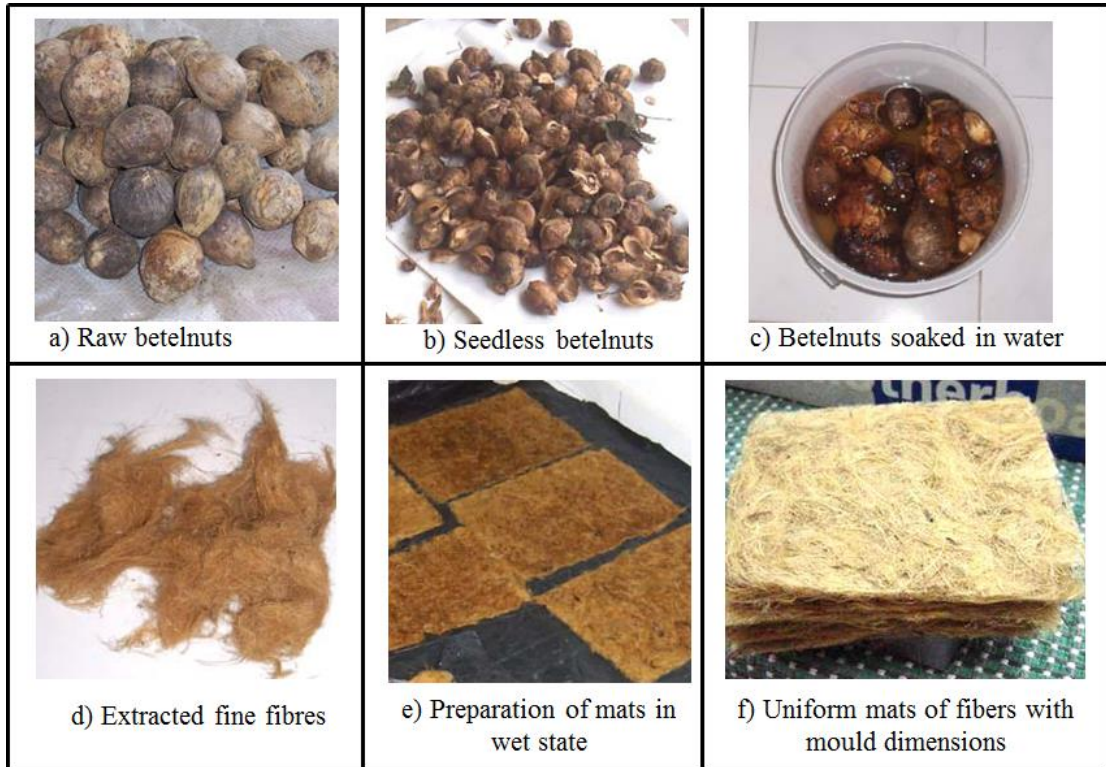 a) Raw betelnuts
b) Seedless betelnuts
c) Betelnuts soaked in water
d) Extracted fine fibres
e) Preparation of mats in
wet state
otherboa
f) Uniform mats of fibers with
mould dimensions